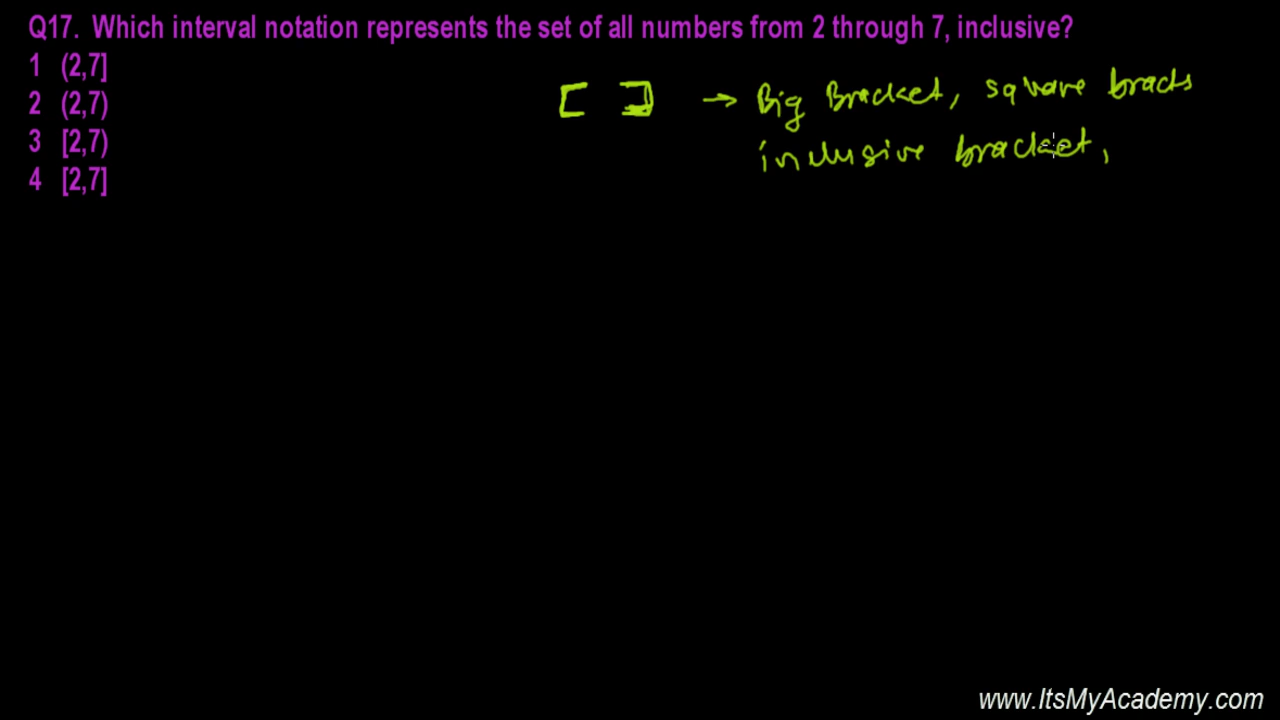 Q17. Which interval notation represents the set of all numbers from 2 through 7, inclusive?
1 (2,7]
2 (2,7)
3 [2,7)
4 [2,7]
[ ] → Big Bracket, square bracts
inclusive bracket,
www.ItsMyAcademy.com